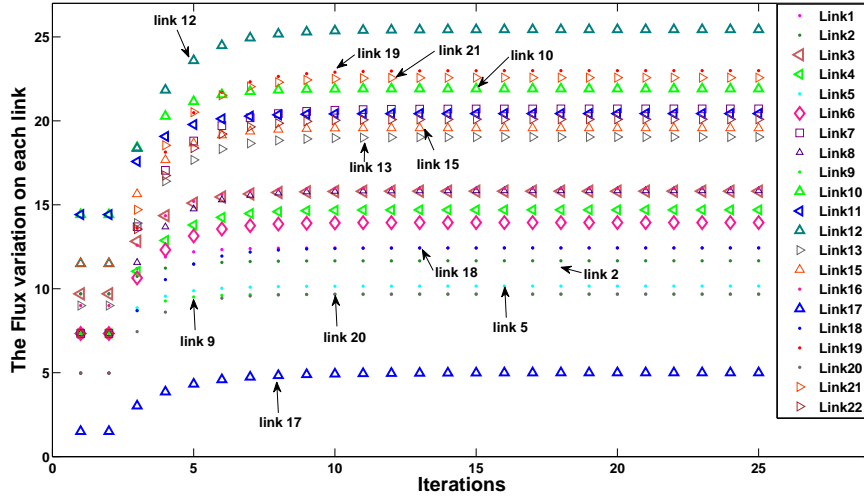 The Flux variation on each link
25
20
15
10
5
0
0
5
10
15
20
25
Iterations
link 12
link 19
link 21
link 10
link 15
link 13
link 18
link 2
link 9
link 20
link 5
link 17
Link1
Link2
Link3
Link4
Link5
Link6
Link7
Link8
Link9
Link10
Link11
Link12
Link13
Link15
Link16
Link17
Link18
Link19
Link20
Link21
Link22